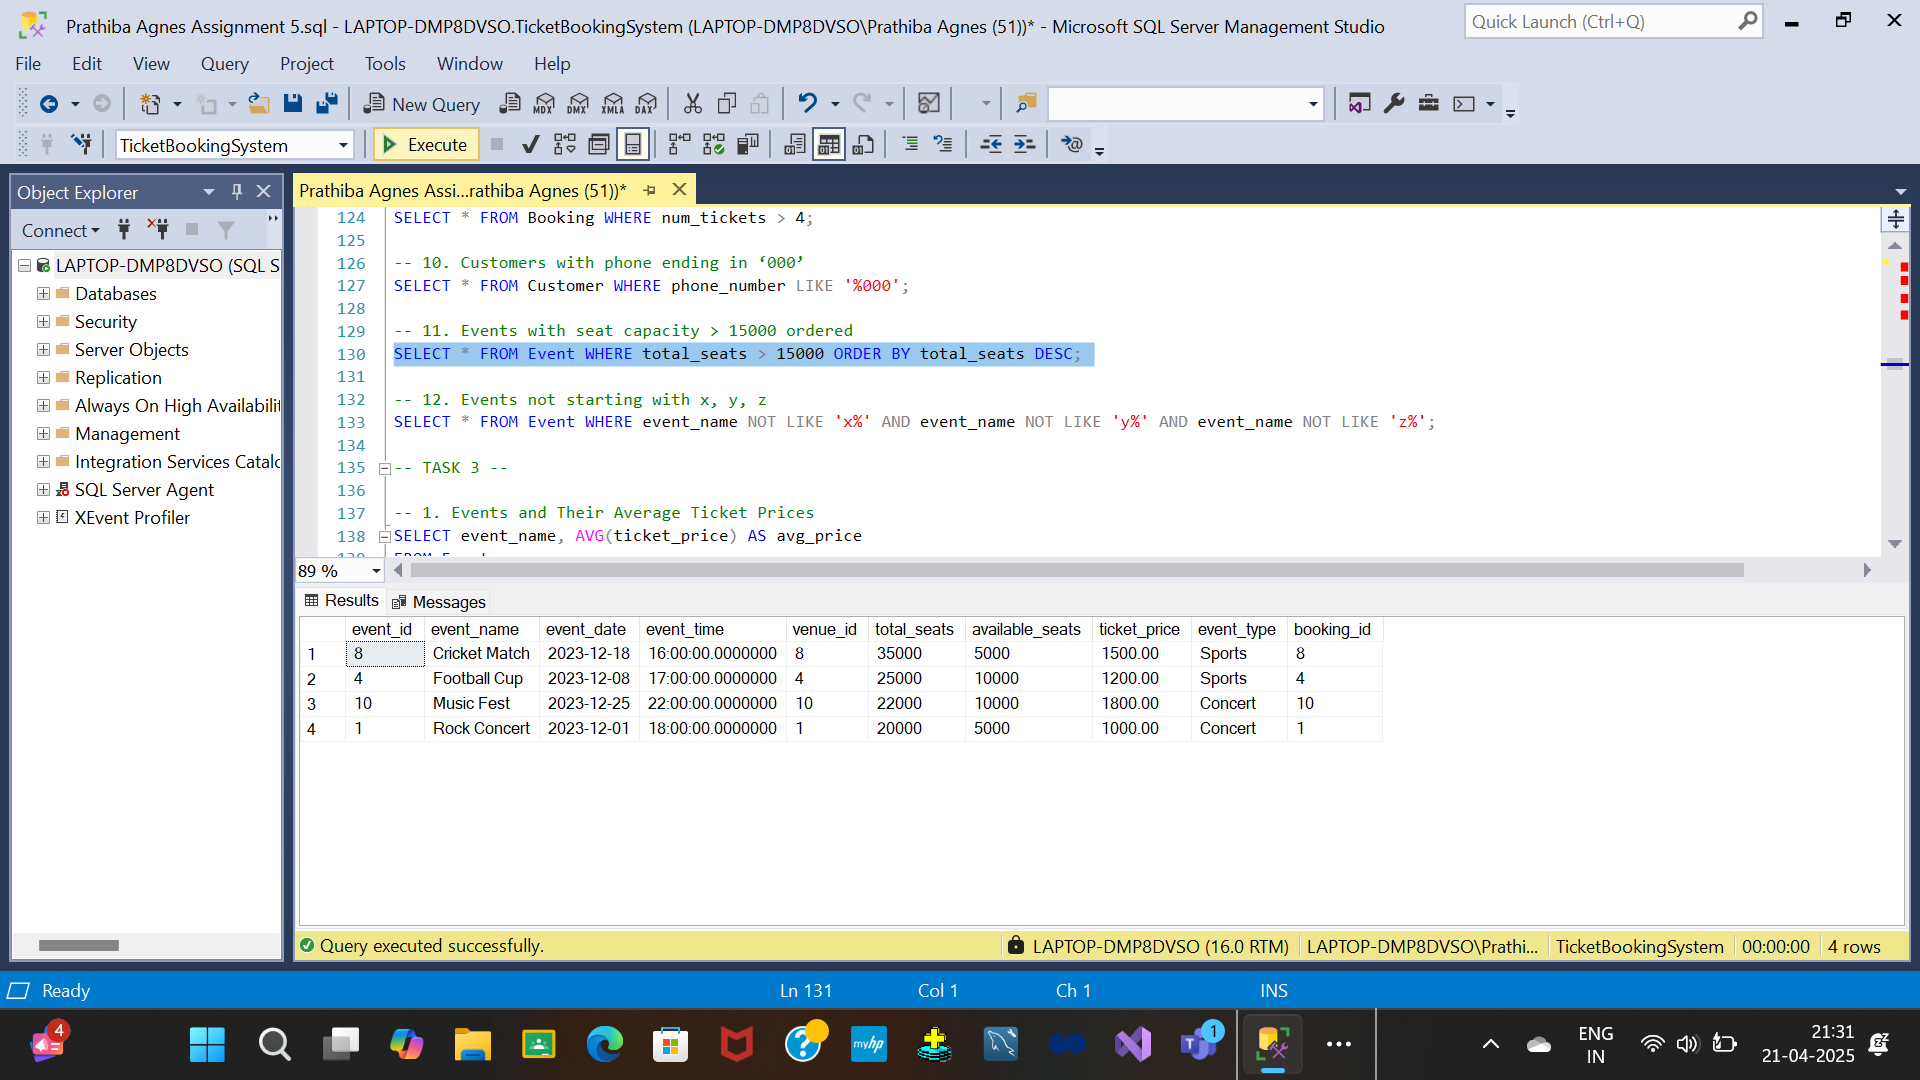 Prathiba Agnes Assignment 5.sql - LAPTOP-DMP8DVSO.TicketBookingSystem (LAPTOP-DMP8DVSO\Prathiba Agnes (51))* - Microsoft SQL Server Management Studio
Quick Launch (Ctrl+Q)
File Edit View Query Project Tools Window Help
New Query
MDX DMX XMLA DAX
TicketBookingSystem
Execute
Object Explorer
Connect
LAPTOP-DMP8DVSO (SQL S
Databases
Security
Server Objects
Replication
Always On High Availabilit
Management
Integration Services Catalo
SQL Server Agent
XEvent Profiler
Prathiba Agnes Assi...rathiba Agnes (51))*
124 SELECT * FROM Booking WHERE num_tickets > 4;
125
126 -- 10. Customers with phone ending in ‘000’
127 SELECT * FROM Customer WHERE phone_number LIKE '%000';
128
129 -- 11. Events with seat capacity > 15000 ordered
130 SELECT * FROM Event WHERE total_seats > 15000 ORDER BY total_seats DESC;
131
132 -- 12. Events not starting with x, y, z
133 SELECT * FROM Event WHERE event_name NOT LIKE 'x%' AND event_name NOT LIKE 'y%' AND event_name NOT LIKE 'z%';
134
135 -- TASK 3 --
136
137 -- 1. Events and Their Average Ticket Prices
138 SELECT event_name, AVG(ticket_price) AS avg_price
89 %
Results Messages
event_id event_name event_date event_time venue_id total_seats available_seats ticket_price event_type booking_id
1 8 Cricket Match 2023-12-18 16:00:00.0000000 8 35000 5000 1500.00 Sports 8
2 4 Football Cup 2023-12-08 17:00:00.0000000 4 25000 10000 1200.00 Sports 4
3 10 Music Fest 2023-12-25 22:00:00.0000000 10 22000 10000 1800.00 Concert 10
4 1 Rock Concert 2023-12-01 18:00:00.0000000 1 20000 5000 1000.00 Concert 1
Query executed successfully.
LAPTOP-DMP8DVSO (16.0 RTM) LAPTOP-DMP8DVSO\Prathi... TicketBookingSystem 00:00:00 4 rows
Ready Ln 131 Col 1 Ch 1 INS
4
myhp
1
ENG
IN
21:31
21-04-2025